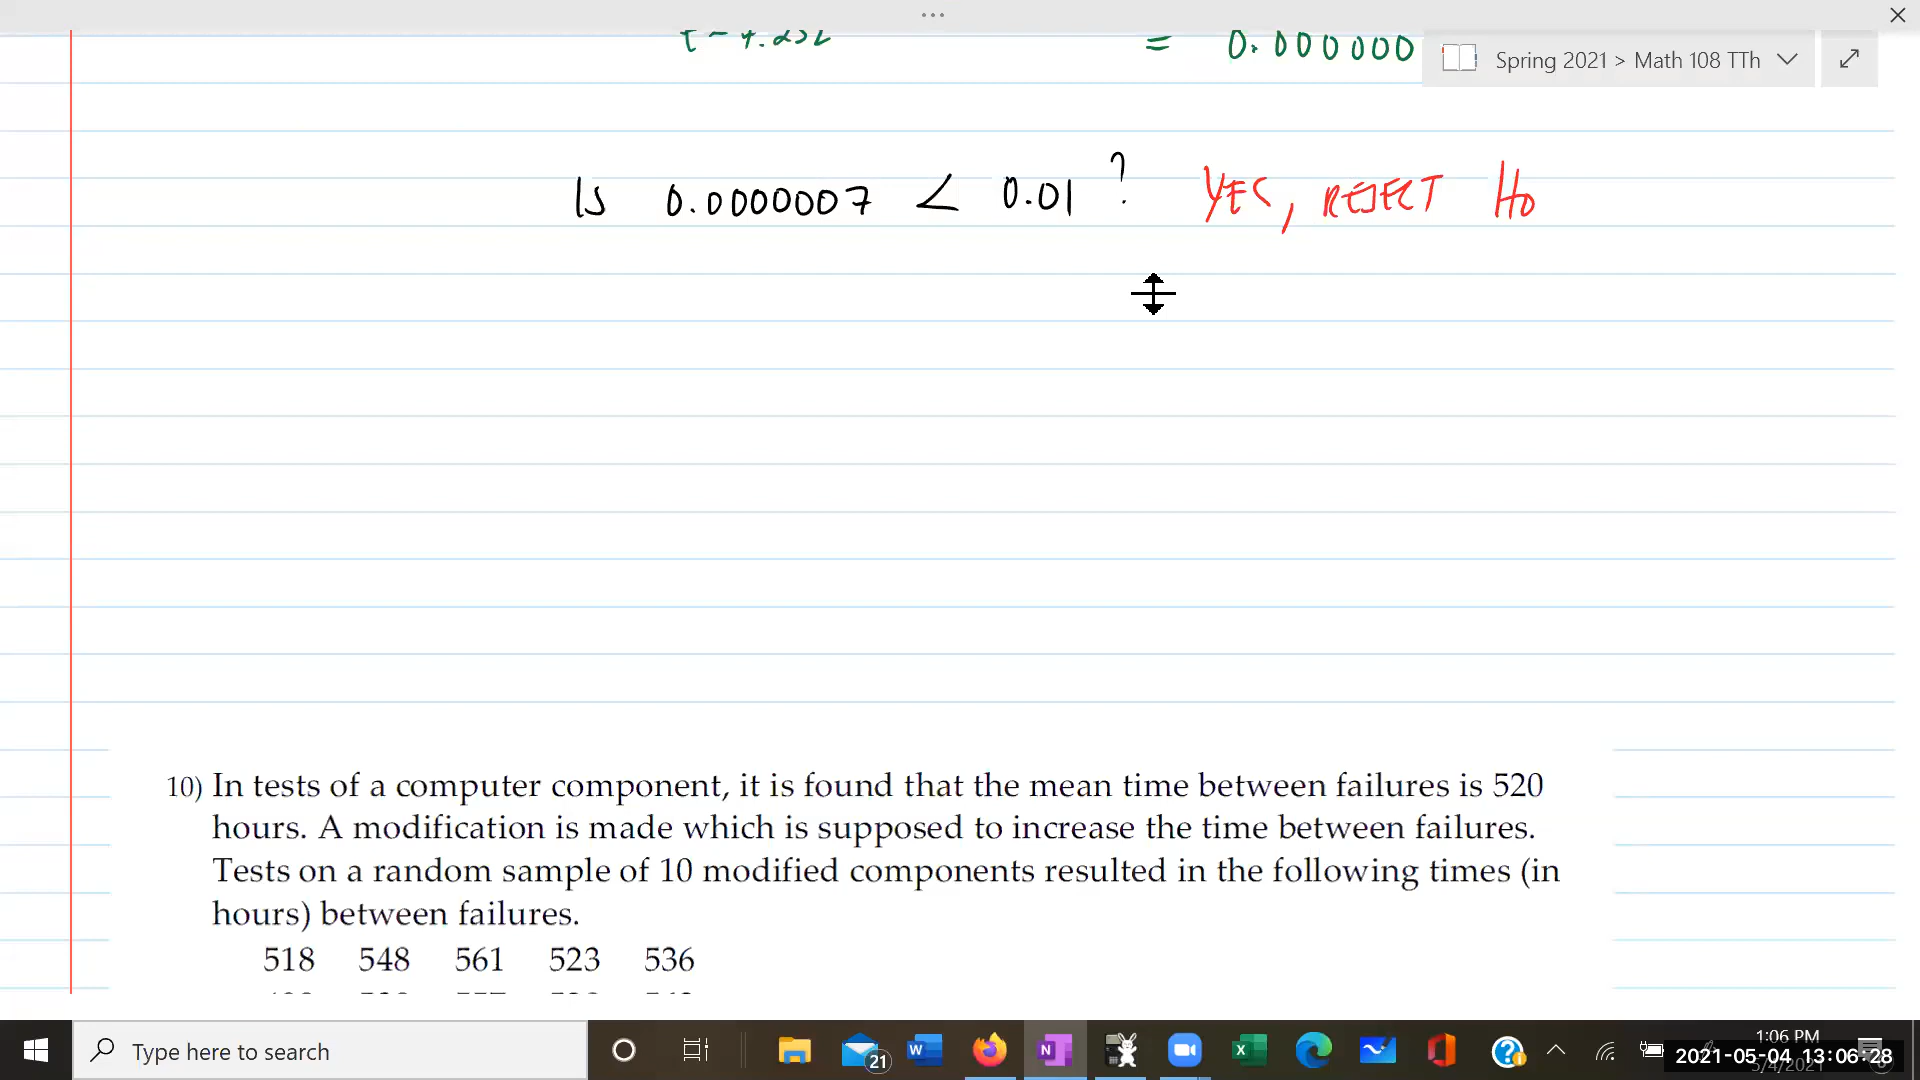 = 0.000000
Spring 2021 > Math 108 TTh
Is 0.0000007 < 0.01 ? YES, REJECT Ho
10) In tests of a computer component, it is found that the mean time between failures is 520
hours. A modification is made which is supposed to increase the time between failures.
Tests on a random sample of 10 modified components resulted in the following times (in
hours) between failures.
518 548 561 523 536
Type here to search
21
1:06 PM
2021-05-04 13:06:28